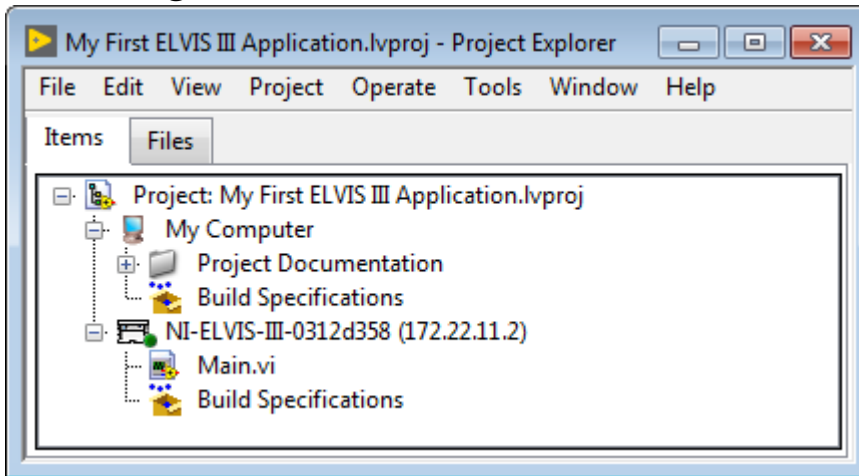 My First ELVIS III Application.lvproj - Project Explorer
File Edit View Project Operate Tools Window Help
Items Files
Project: My First ELVIS III Application.lvproj
My Computer
Project Documentation
Build Specifications
NI-ELVIS-III-0312d358 (172.22.11.2)
Main.vi
Build Specifications